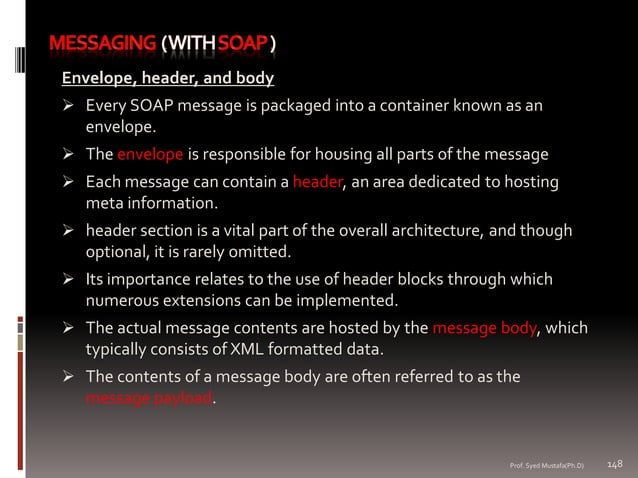 MESSAGING (WITH SOAP)
Envelope, header, and body
➢ Every SOAP message is packaged into a container known as an
envelope.
➢ The envelope is responsible for housing all parts of the message
➢ Each message can contain a header, an area dedicated to hosting
meta information.
➢ header section is a vital part of the overall architecture, and though
optional, it is rarely omitted.
➢ Its importance relates to the use of header blocks through which
numerous extensions can be implemented.
➢ The actual message contents are hosted by the message body, which
typically consists of XML formatted data.
➢ The contents of a message body are often referred to as the
message payload.
Prof. Syed Mustafa(Ph.D) 148